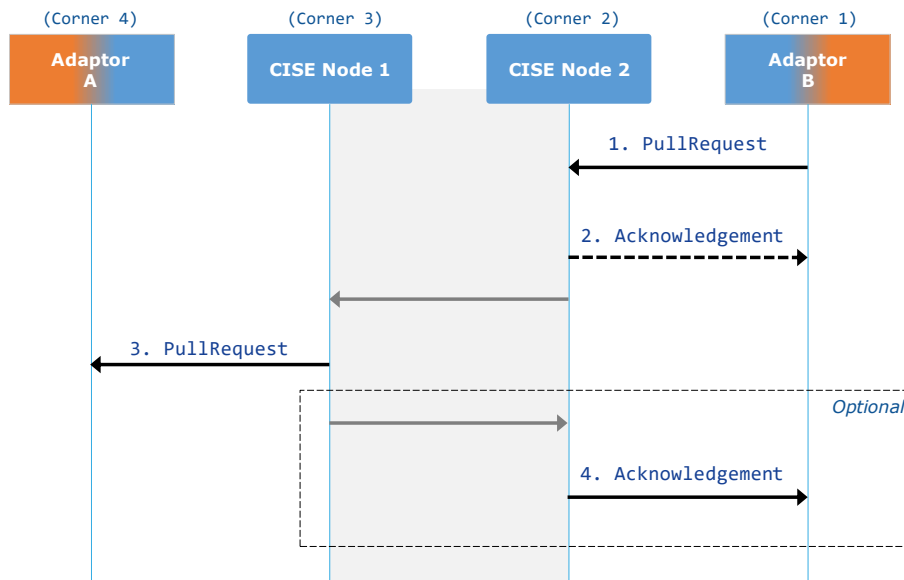 (Corner 4)
(Corner 3)
(Corner 2)
(Corner 1)
Adaptor
A
CISE Node 1
CISE Node 2
Adaptor
B
1. PullRequest
2. Acknowledgement
3. PullRequest
Optional
4. Acknowledgement